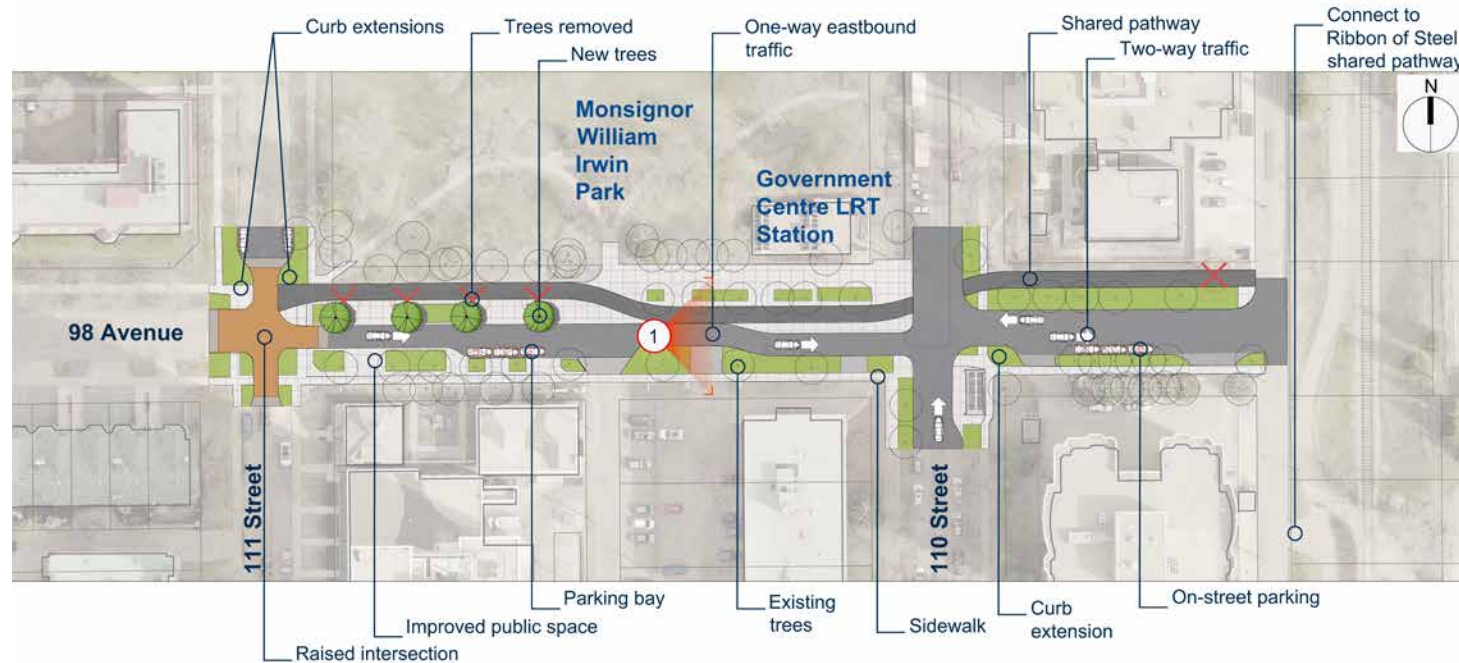 Curb extensions
Trees removed
New trees
One-way eastbound
traffic
Shared pathway
Two-way traffic
Connect to
Ribbon of Steel
shared pathway
N
Monsignor
William
Irwin
Park
Government
Centre LRT
Station
98 Avenue
1
111 Street
110 Street
Parking bay
Improved public space
Raised intersection
Existing
trees
Sidewalk
Curb
extension
On-street parking